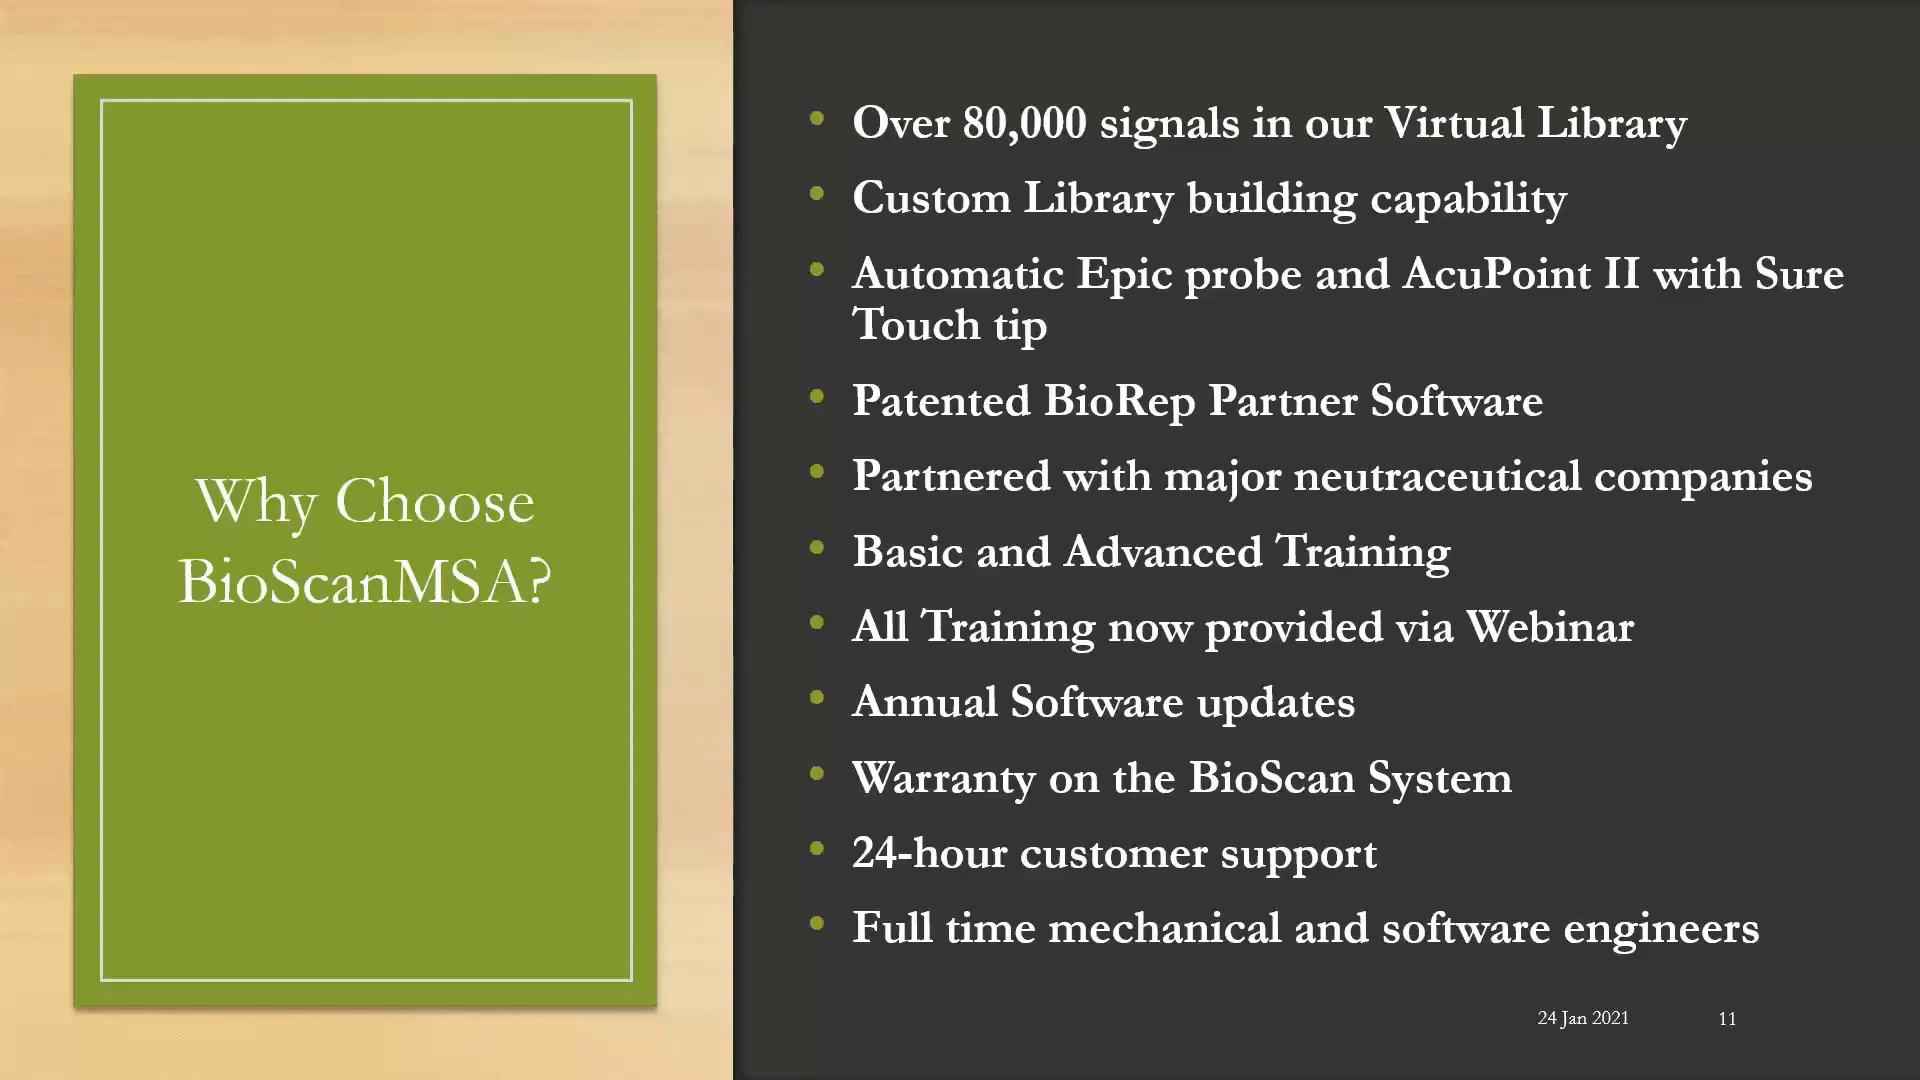 Why Choose
BioScanMSA?
• Over 80,000 signals in our Virtual Library
• Custom Library building capability
• Automatic Epic probe and AcuPoint II with Sure
Touch tip
• Patented BioRep Partner Software
• Partnered with major neutraceutical companies
• Basic and Advanced Training
• All Training now provided via Webinar
• Annual Software updates
• Warranty on the BioScan System
• 24-hour customer support
• Full time mechanical and software engineers
24 Jan 2021 11